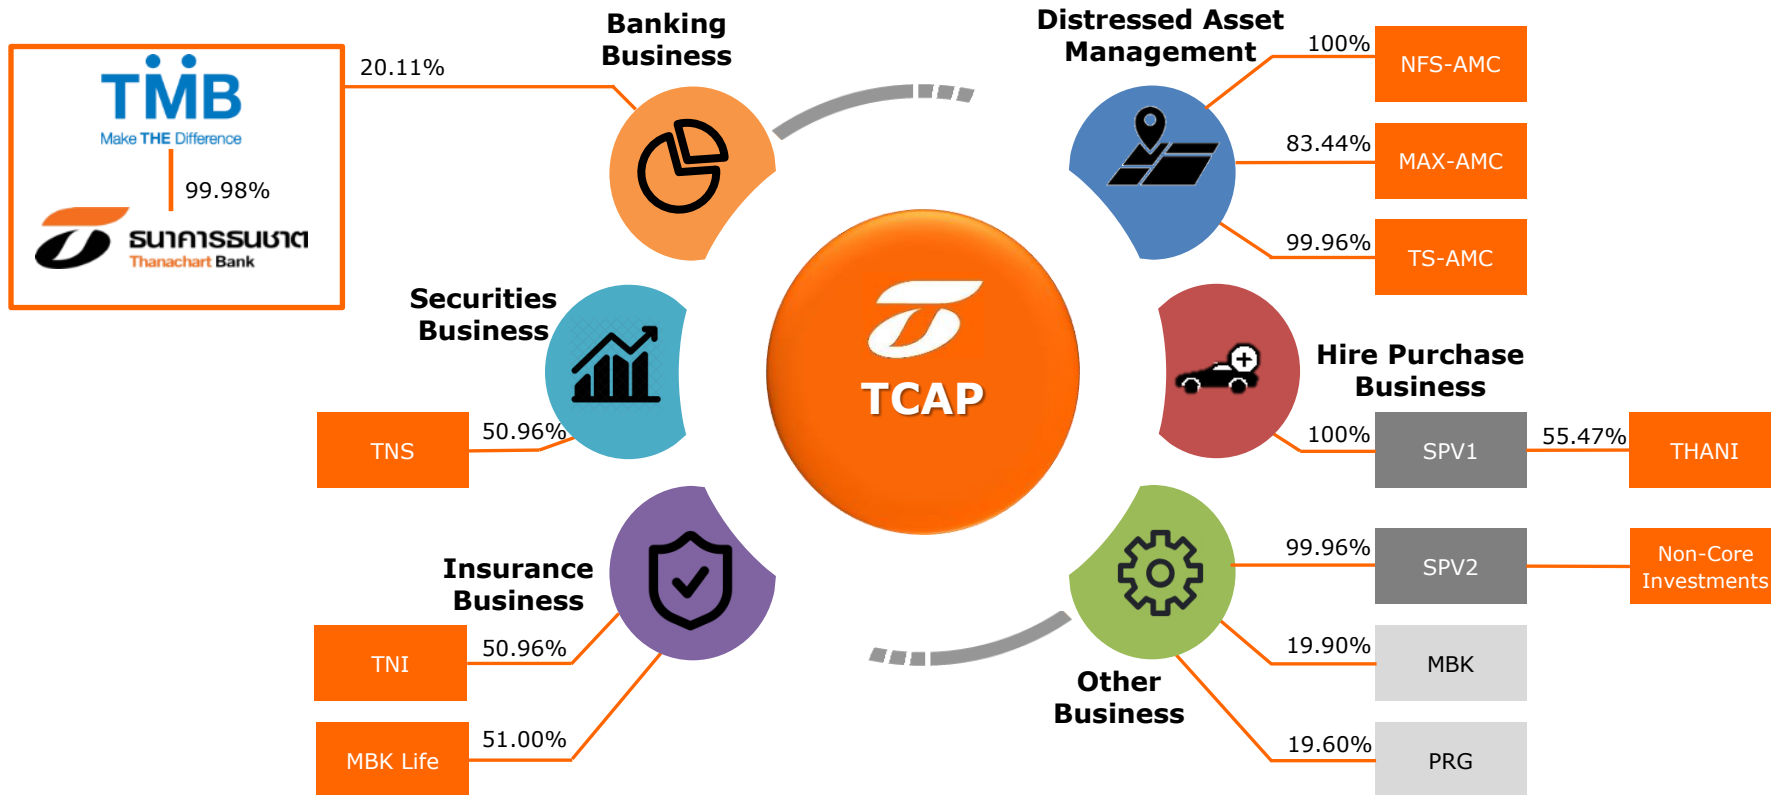 Banking
Business
20.11%
TMB
Make THE Difference
99.98%
ธนาคารธนชาต
Thanachart Bank
Distressed Asset
Management
100%
NFS-AMC
83.44%
MAX-AMC
99.96%
TS-AMC
Securities
Business
50.96%
TNS
TCAP
Hire Purchase
Business
100%
SPV1
55.47%
THANI
Insurance
Business
50.96%
TNI
51.00%
MBK Life
Other
Business
99.96%
SPV2
Non-Core
Investments
19.90%
MBK
19.60%
PRG